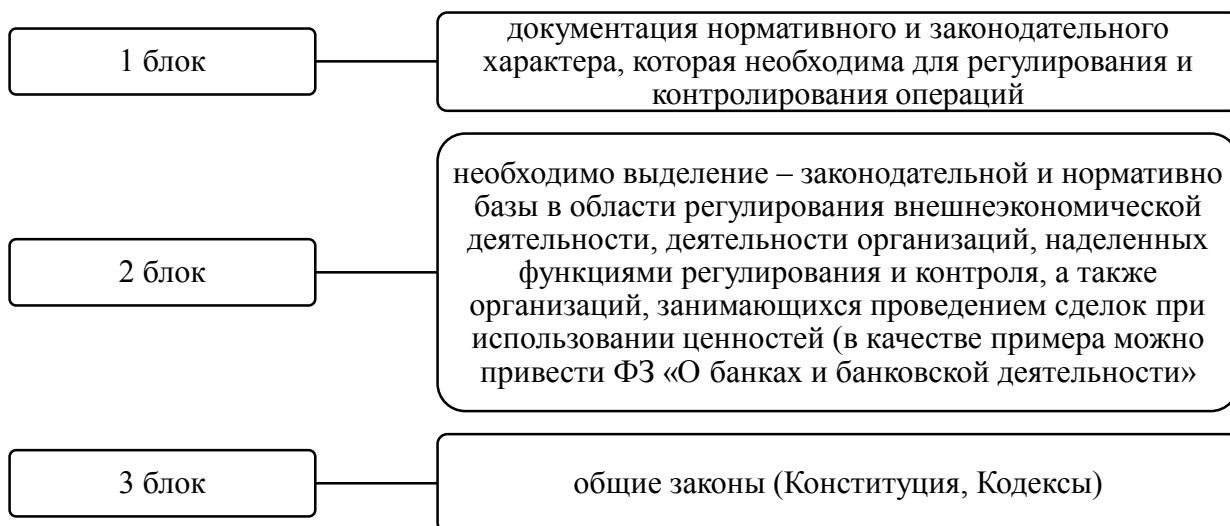 1 блок
документация нормативного и законодательного
характера, которая необходима для регулирования и
контролирования операций
2 блок
необходимо выделение – законодательной и нормативно
базы в области регулирования внешнеэкономической
деятельности, деятельности организаций, наделенных
функциями регулирования и контроля, а также
организаций, занимающихся проведением сделок при
использовании ценностей (в качестве примера можно
привести ФЗ «О банках и банковской деятельности»
3 блок
общие законы (Конституция, Кодексы)